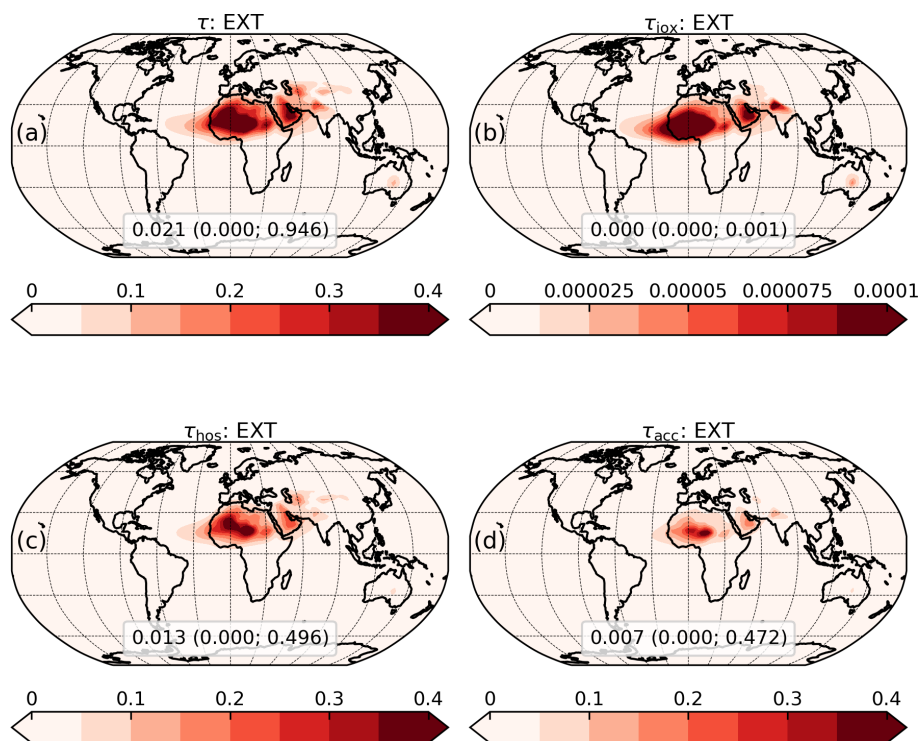 τ: EXT
(a)
0.021 (0.000; 0.946)
0 0.1 0.2 0.3 0.4
τiox: EXT
(b)
0.000 (0.000; 0.001)
0 0.000025 0.00005 0.000075 0.0001
τhos: EXT
(c)
0.013 (0.000; 0.496)
0 0.1 0.2 0.3 0.4
τacc: EXT
(d)
0.007 (0.000; 0.472)
0 0.1 0.2 0.3 0.4